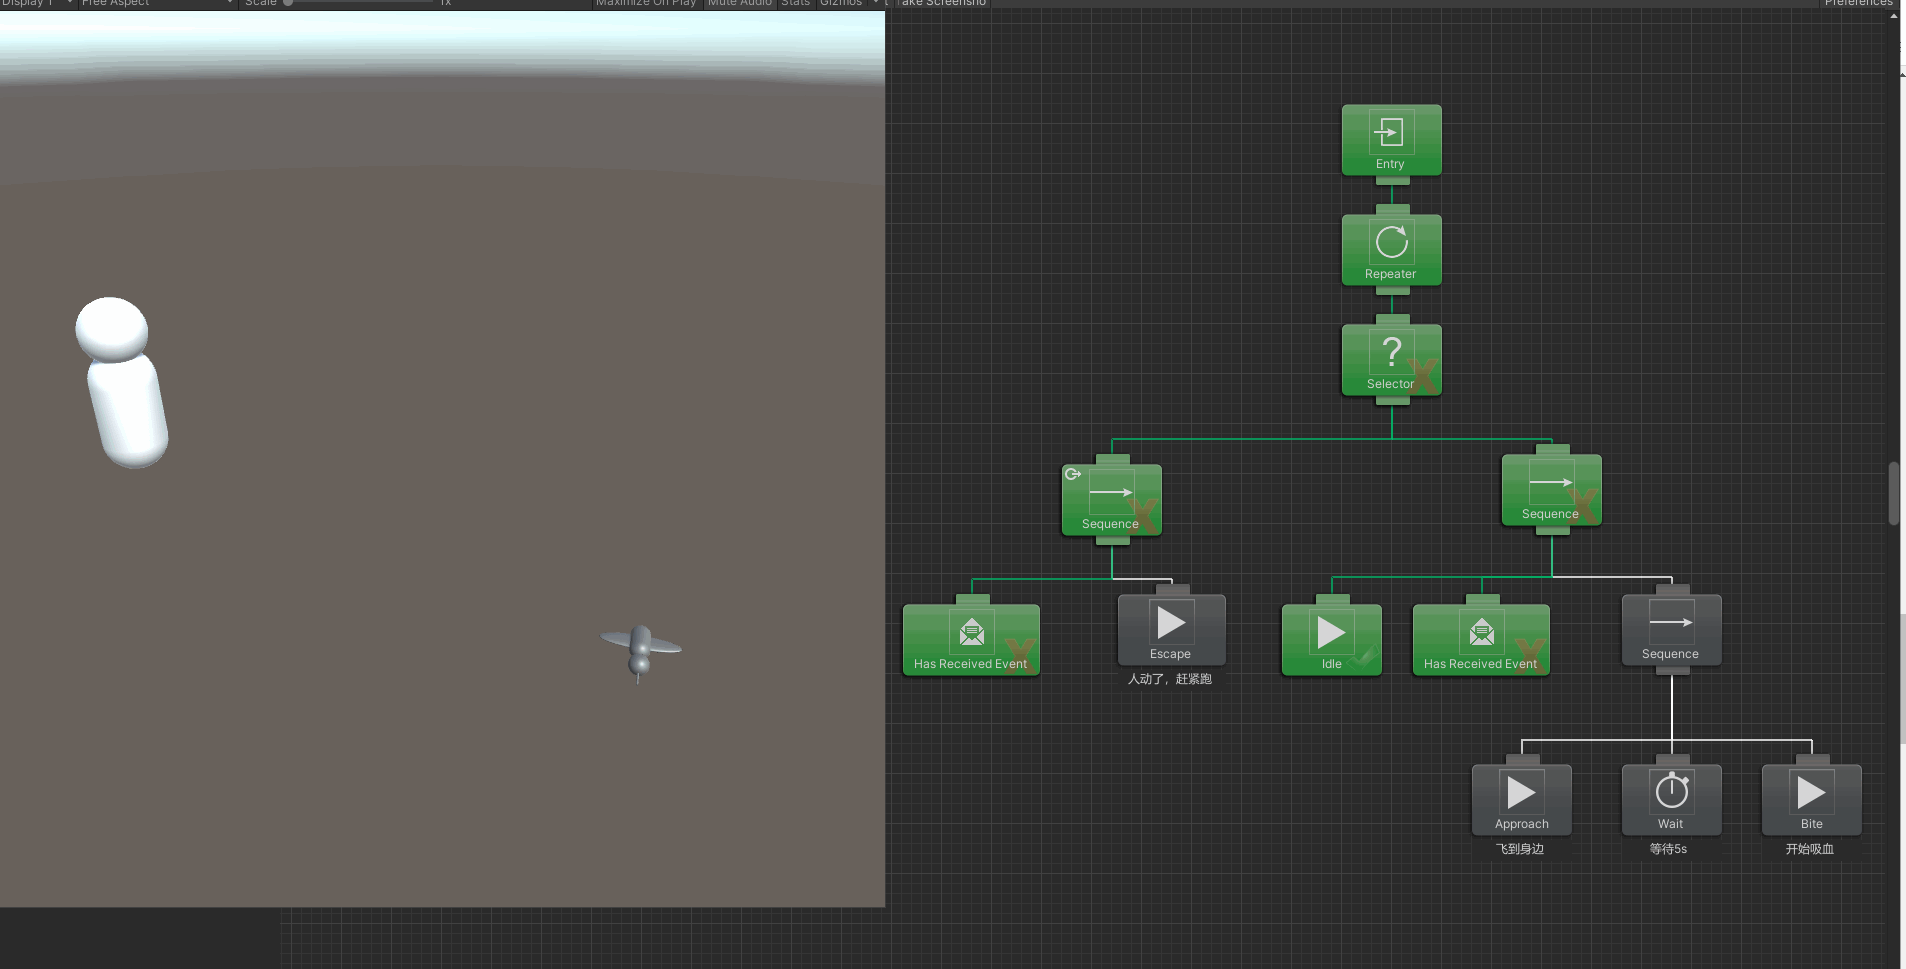 Display 1
Free Aspect
Scale
1x
Maximize On Play
Mute Audio
Stats
Gizmos
Take Screensho
Preferences
Entry
Repeater
?
Selector
Sequence
Sequence
Has Received Event
Escape
人动了，赶紧跑
Idle
Has Received Event
Sequence
Approach
飞到身边
Wait
等待5s
Bite
开始吸血